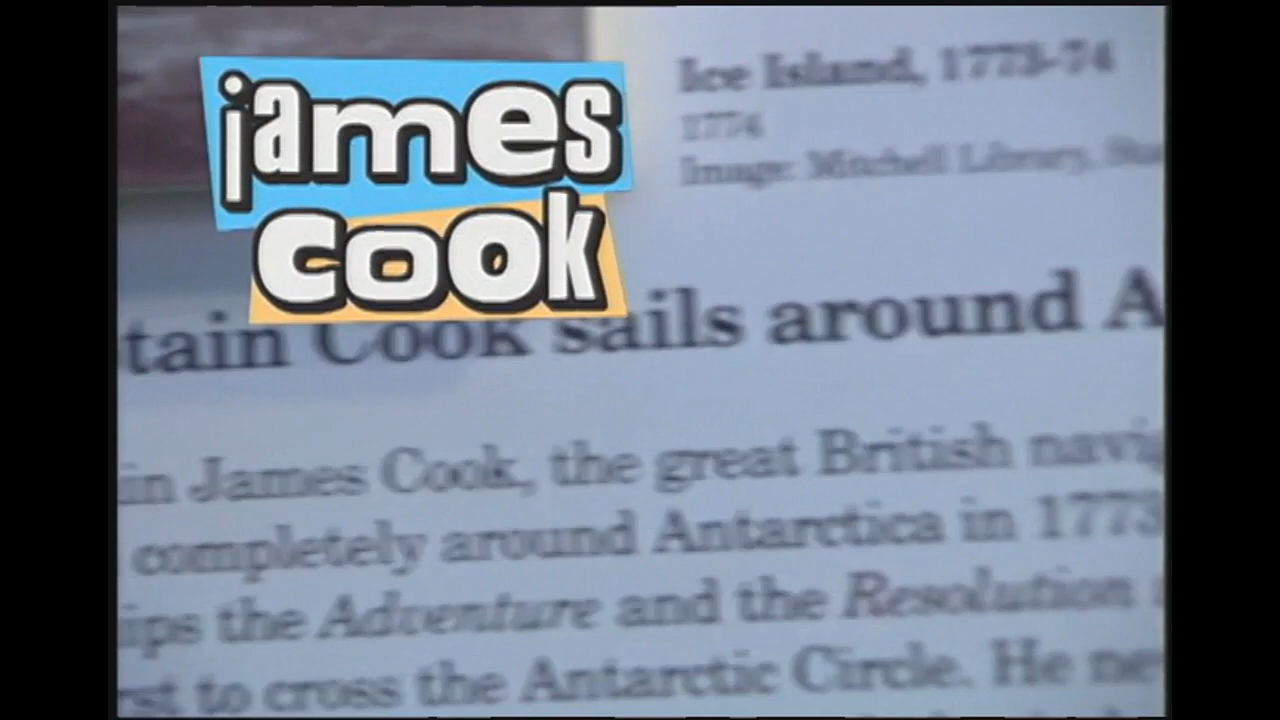 james
cook
Ice Island, 1773-74
1774
Image: Mitchell Library,
tain Cook sails around A
in James Cook, the great British navig
completely around Antarctica in 1773
ips the Adventure and the Resolution
rst to cross the Antarctic Circle. He ne